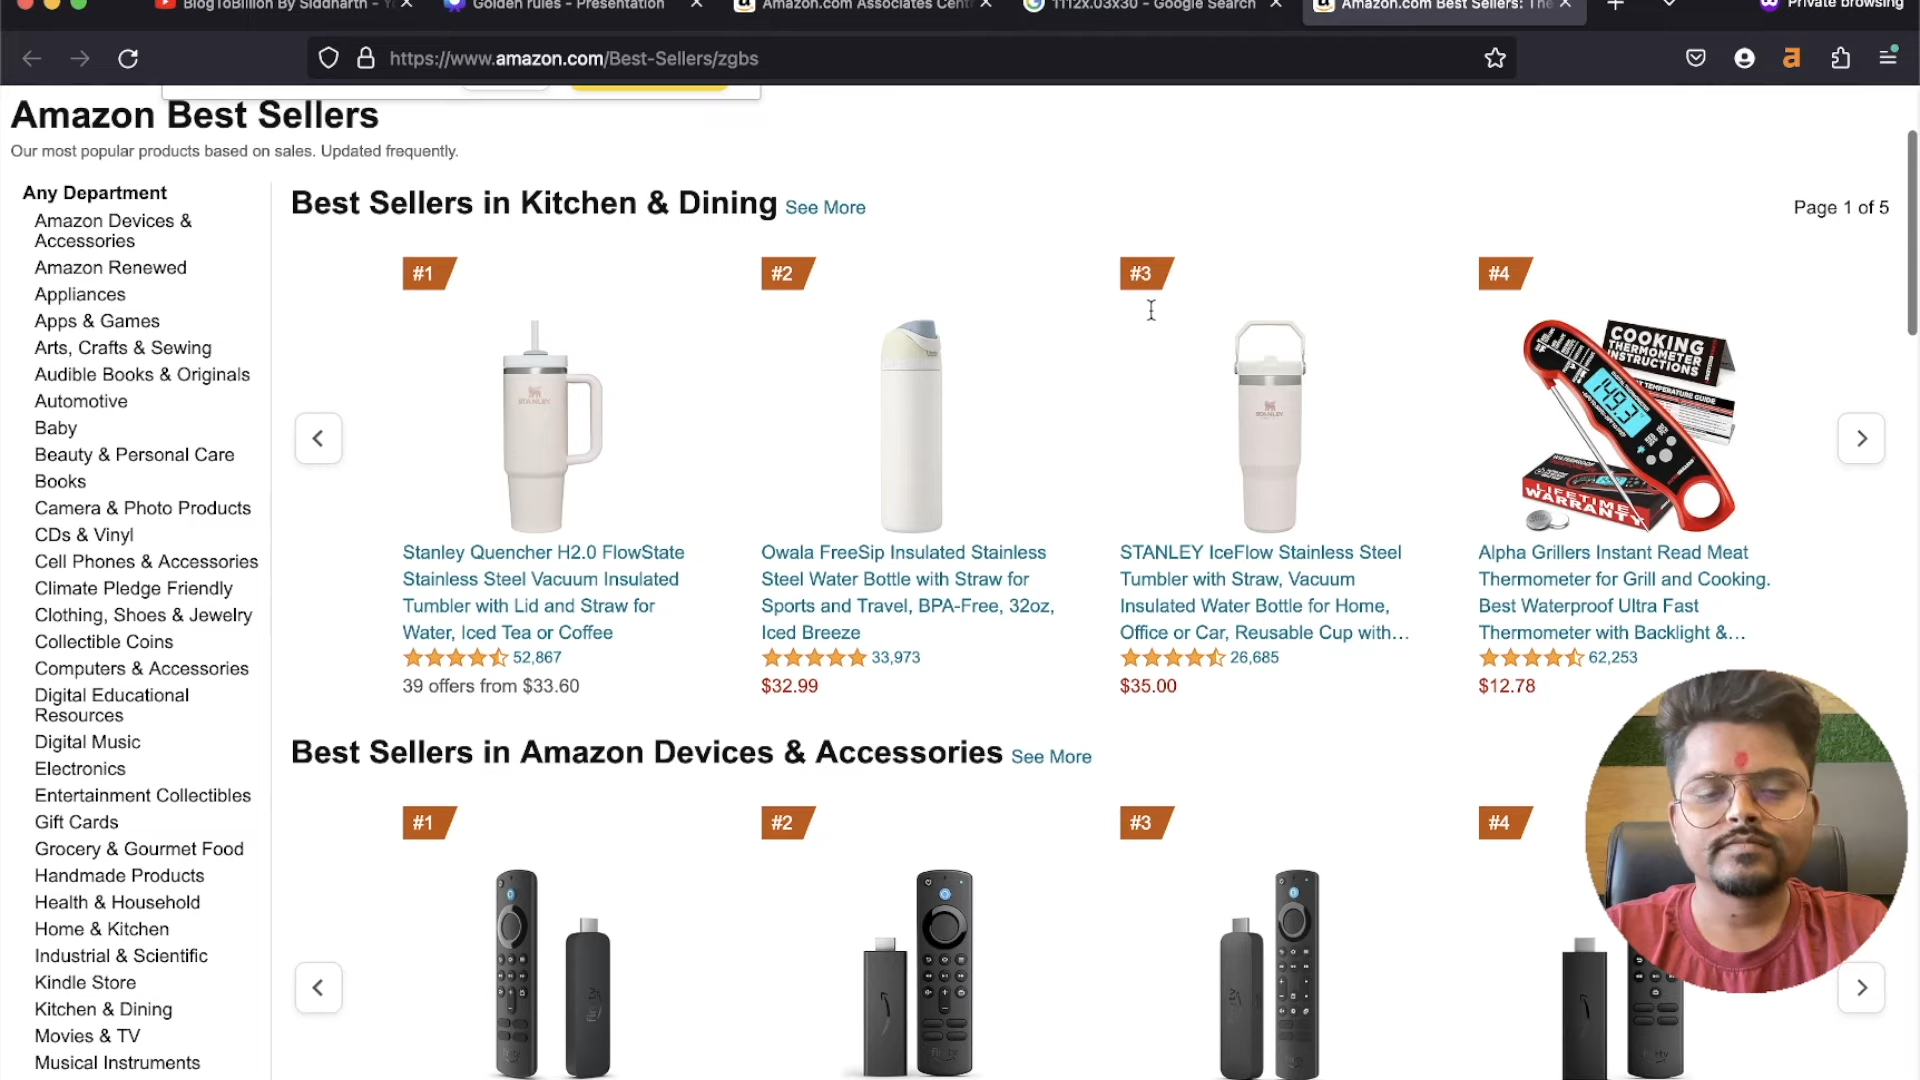 BlogToBillion By Siddharth - Y
Golden rules - Presentation
Amazon.com Associates Cent
1112x.03x30 - Google Search
Amazon.com Best Sellers: The
Private browsing
https://www.amazon.com/Best-Sellers/zgbs
Amazon Best Sellers
Our most popular products based on sales. Updated frequently.
Any Department
Amazon Devices &
Accessories
Amazon Renewed
Appliances
Apps & Games
Arts, Crafts & Sewing
Audible Books & Originals
Automotive
Baby
Beauty & Personal Care
Books
Camera & Photo Products
CDs & Vinyl
Cell Phones & Accessories
Climate Pledge Friendly
Clothing, Shoes & Jewelry
Collectible Coins
Computers & Accessories
Digital Educational
Resources
Digital Music
Electronics
Entertainment Collectibles
Gift Cards
Grocery & Gourmet Food
Handmade Products
Health & Household
Home & Kitchen
Industrial & Scientific
Kindle Store
Kitchen & Dining
Movies & TV
Musical Instruments
Best Sellers in Kitchen & Dining See More
Page 1 of 5
#1
STANLEY
Stanley Quencher H2.0 FlowState
Stainless Steel Vacuum Insulated
Tumbler with Lid and Straw for
Water, Iced Tea or Coffee
52,867
39 offers from $33.60
#2
Owala FreeSip Insulated Stainless
Steel Water Bottle with Straw for
Sports and Travel, BPA-Free, 32oz,
Iced Breeze
33,973
$32.99
#3
STANLEY
STANLEY IceFlow Stainless Steel
Tumbler with Straw, Vacuum
Insulated Water Bottle for Home,
Office or Car, Reusable Cup with...
26,685
$35.00
#4
COOKING
THERMOMETER
INSTRUCTIONS
TEMPERATURE GUIDE
149.3
LIFETIME
WARRANTY
Alpha Grillers Instant Read Meat
Thermometer for Grill and Cooking.
Best Waterproof Ultra Fast
Thermometer with Backlight &...
62,253
$12.78
Best Sellers in Amazon Devices & Accessories See More
#1
#2
#3
#4